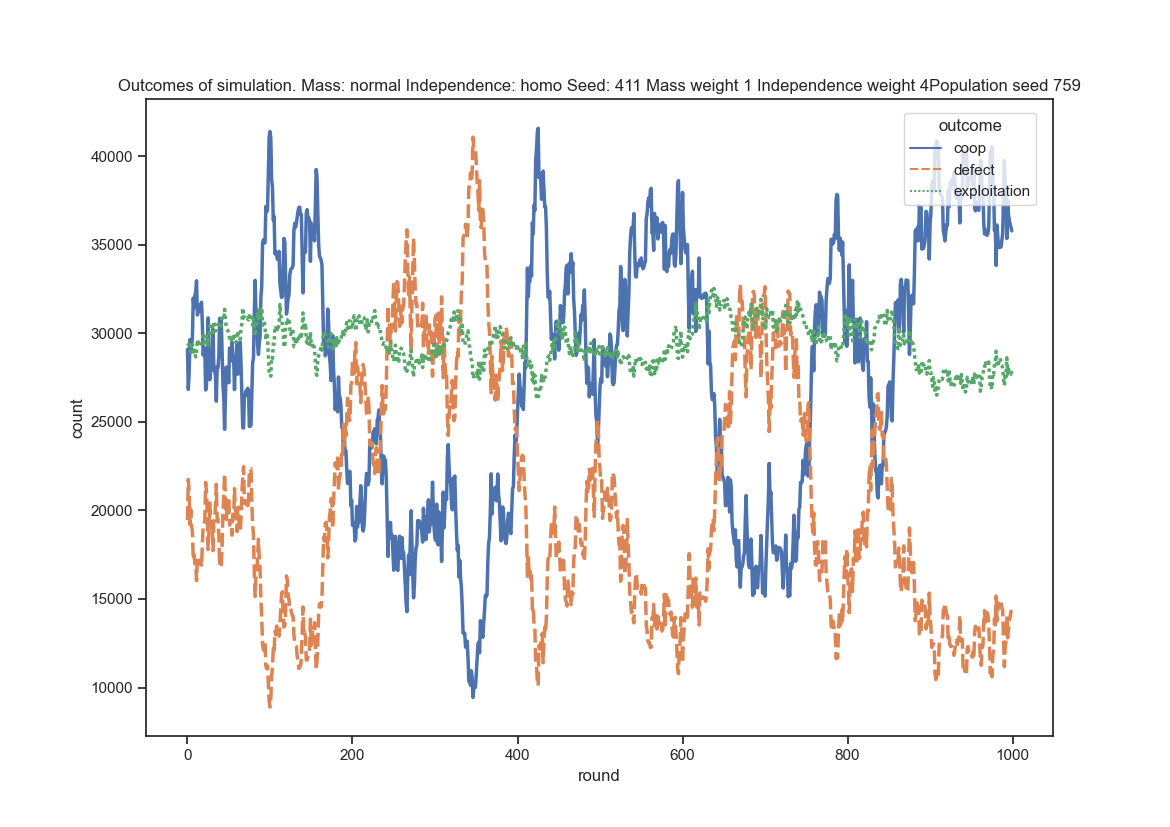 Outcomes of simulation. Mass: normal Independence: homo Seed: 411 Mass weight 1 Independence weight 4Population seed 759
outcome
coop
defect
exploitation
40000
35000
30000
25000
20000
15000
10000
count
0 200 400 600 800 1000
round